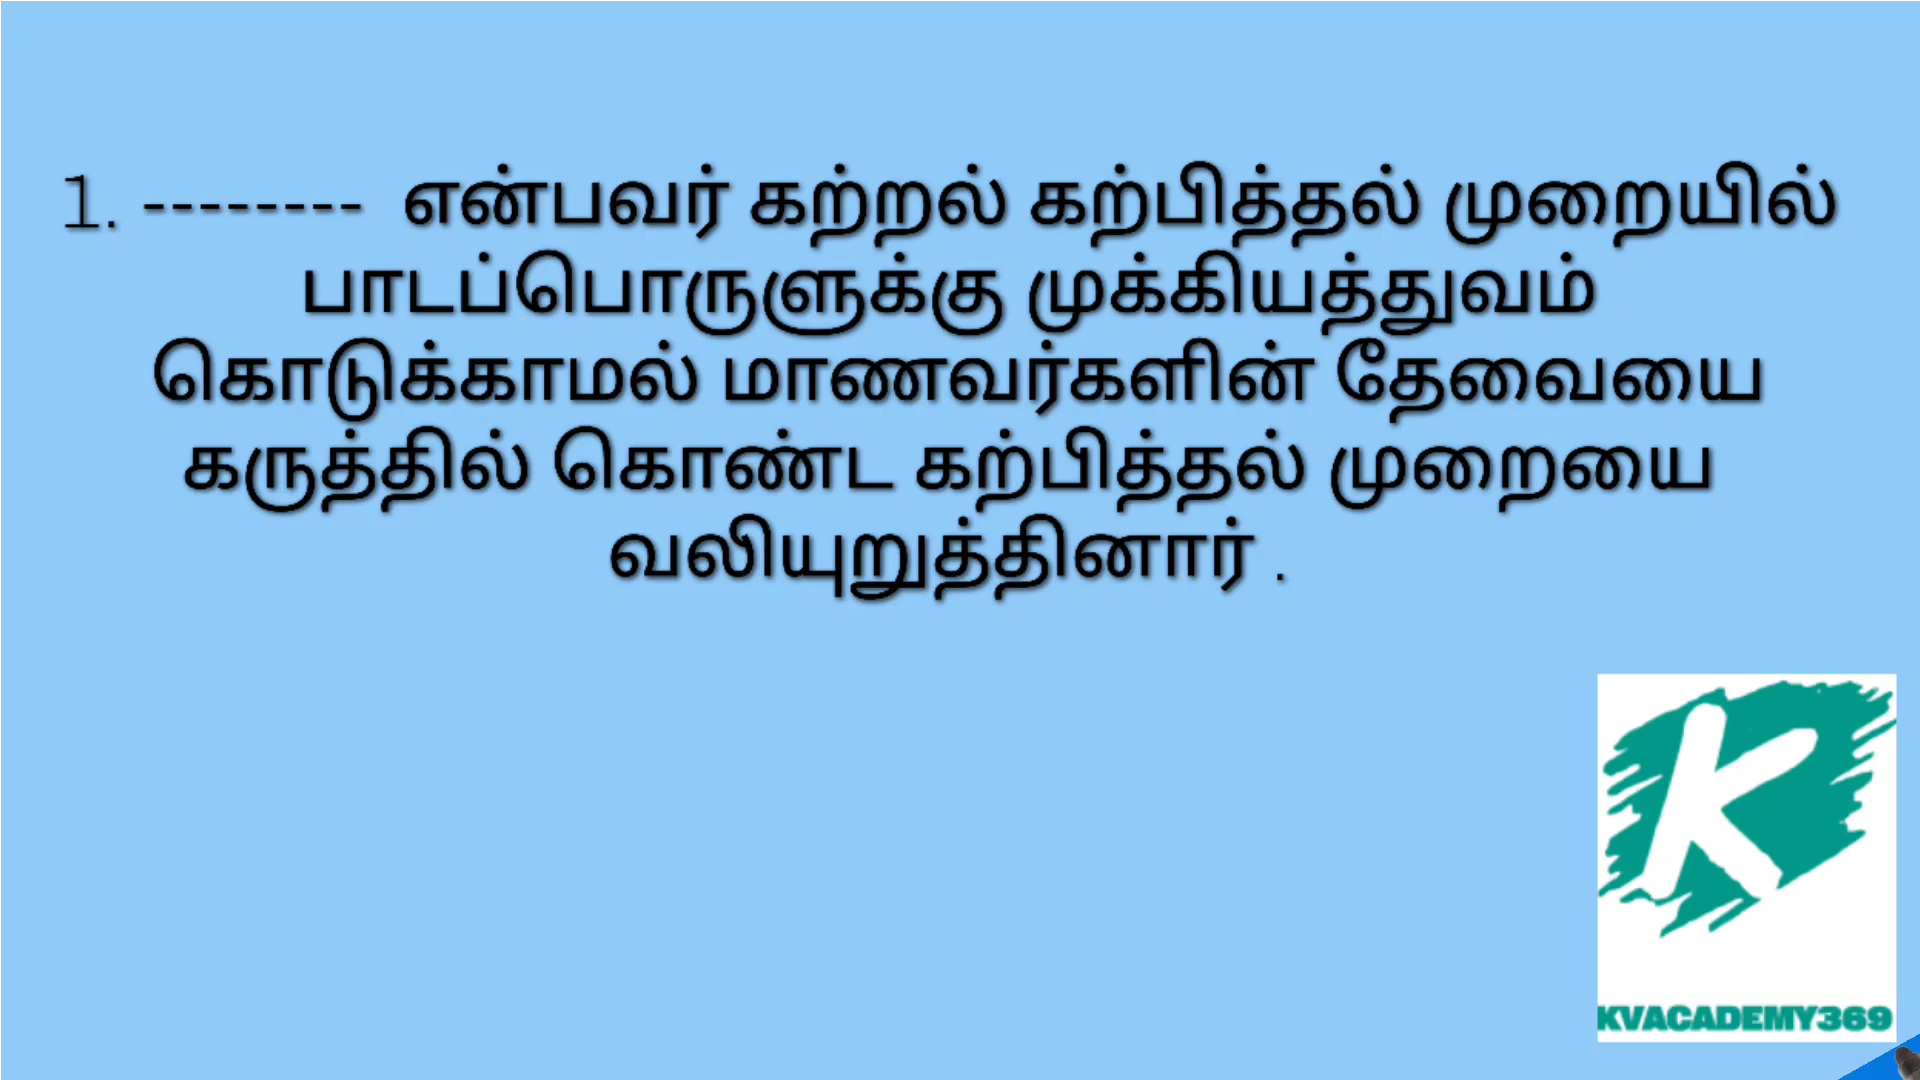 1. -------- என்பவர் கற்றல் கற்பித்தல் முறையில்
பாடப்பொருளுக்கு முக்கியத்துவம்
கொடுக்காமல் மாணவர்களின் தேவையை
கருத்தில் கொண்ட கற்பித்தல் முறையை
வலியுறுத்தினார் .
K
KVACADEMY369